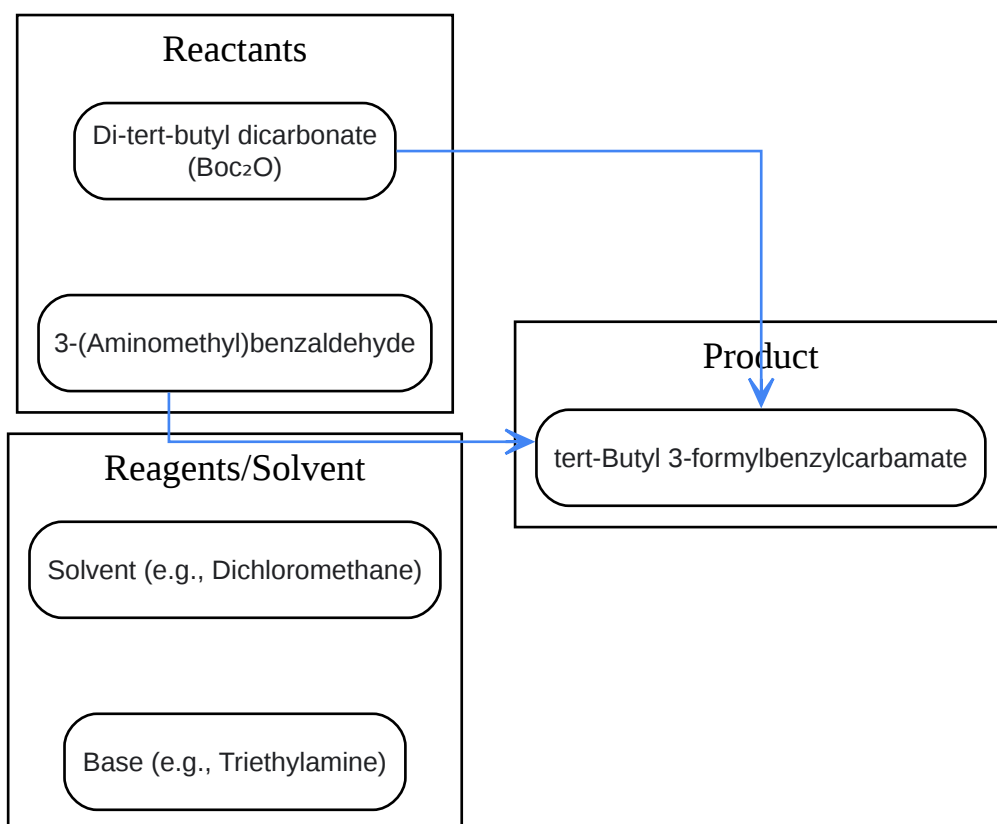 Reactants
Di-tert-butyl dicarbonate
(Boc₂O)
3-(Aminomethyl)benzaldehyde
Product
tert-Butyl 3-formylbenzylcarbamate
Reagents/Solvent
Solvent (e.g., Dichloromethane)
Base (e.g., Triethylamine)